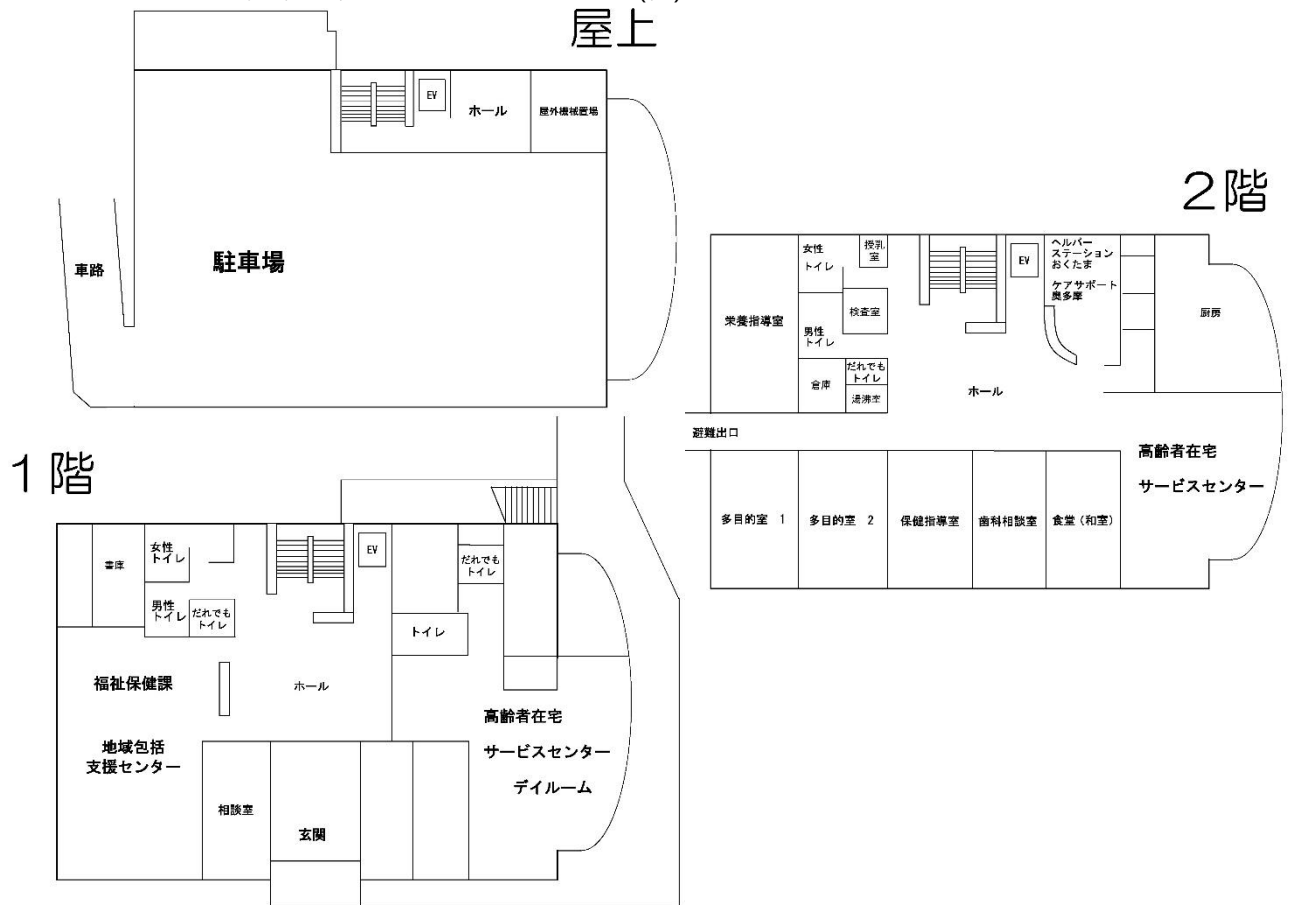 屋上
EV
ホール
屋外機械置場
駐車場
車路
2階
女性
トイレ
授乳
室
EV
ヘルパー
ステーション
おくたま
ケアサポート
奥多摩
厨房
栄養指導室
検査室
男性
トイレ
倉庫
だれでも
トイレ
湯沸室
ホール
避難出口
高齢者在宅
サービスセンター
多目的室 1
多目的室 2
保健指導室
歯科相談室
食堂(和室)
1階
書庫
女性
トイレ
EV
だれでも
トイレ
男性
トイレ
だれでも
トイレ
トイレ
福祉保健課
ホール
地域包括
支援センター
高齢者在宅
サービスセンター
デイルーム
相談室
玄関